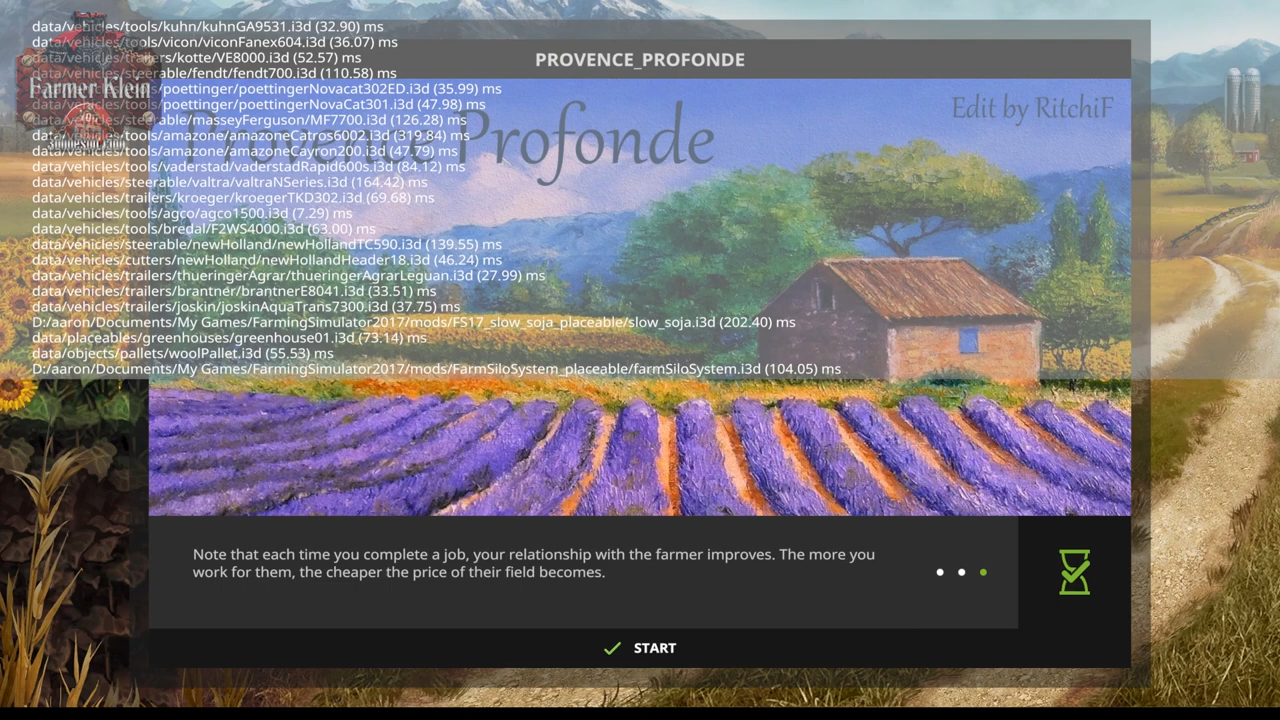 data/vehicles/tools/kuhn/kuhnGA9531.i3d (32.90) ms
data/vehicles/tools/vicon/viconFanex604.i3d (36.07) ms
data/vehicles/trailers/kotte/VE8000.i3d (52.57) ms
data/vehicles/steerable/fendt/fendt700.i3d (110.58) ms
data/vehicles/tools/poettinger/poettingerNovacat302ED.i3d (35.99) ms
data/vehicles/tools/poettinger/poettingerNovaCat301.i3d (47.98) ms
data/vehicles/steerable/masseyFerguson/MF7700.i3d (126.28) ms
data/vehicles/tools/amazone/amazoneCatros6002.i3d (319.84) ms
data/vehicles/tools/amazone/amazoneCayron200.i3d (47.79) ms
data/vehicles/tools/vaderstad/vaderstadRapid600s.i3d (84.12) ms
data/vehicles/steerable/valtra/valtraNSeries.i3d (164.42) ms
data/vehicles/trailers/kroeger/kroegerTKD302.i3d (69.68) ms
data/vehicles/tools/agco/agco1500.i3d (7.29) ms
data/vehicles/tools/bredal/F2WS4000.i3d (63.00) ms
data/vehicles/steerable/newHolland/newHollandTC590.i3d (139.55) ms
data/vehicles/cutters/newHolland/newHollandHeader18.i3d (46.24) ms
data/vehicles/trailers/thueringerAgrar/thueringerAgrarLeguan.i3d (27.99) ms
data/vehicles/trailers/brantner/brantnerE8041.i3d (33.51) ms
data/vehicles/trailers/joskin/joskinAquaTrans7300.i3d (37.75) ms
D:/aaron/Documents/My Games/FarmingSimulator2017/mods/FS17_slow_soja_placeable/slow_soja.i3d (202.40) ms
data/placeables/greenhouses/greenhouse01.i3d (73.14) ms
data/objects/pallets/woolPallet.i3d (55.53) ms
D:/aaron/Documents/My Games/FarmingSimulator2017/mods/FarmSiloSystem_placeable/farmSiloSystem.i3d (104.05) ms
Farmer Klein
PROVENCE_PROFONDE
Profonde
Edit by RitchiF
Note that each time you complete a job, your relationship with the farmer improves. The more you
work for them, the cheaper the price of their field becomes.
START